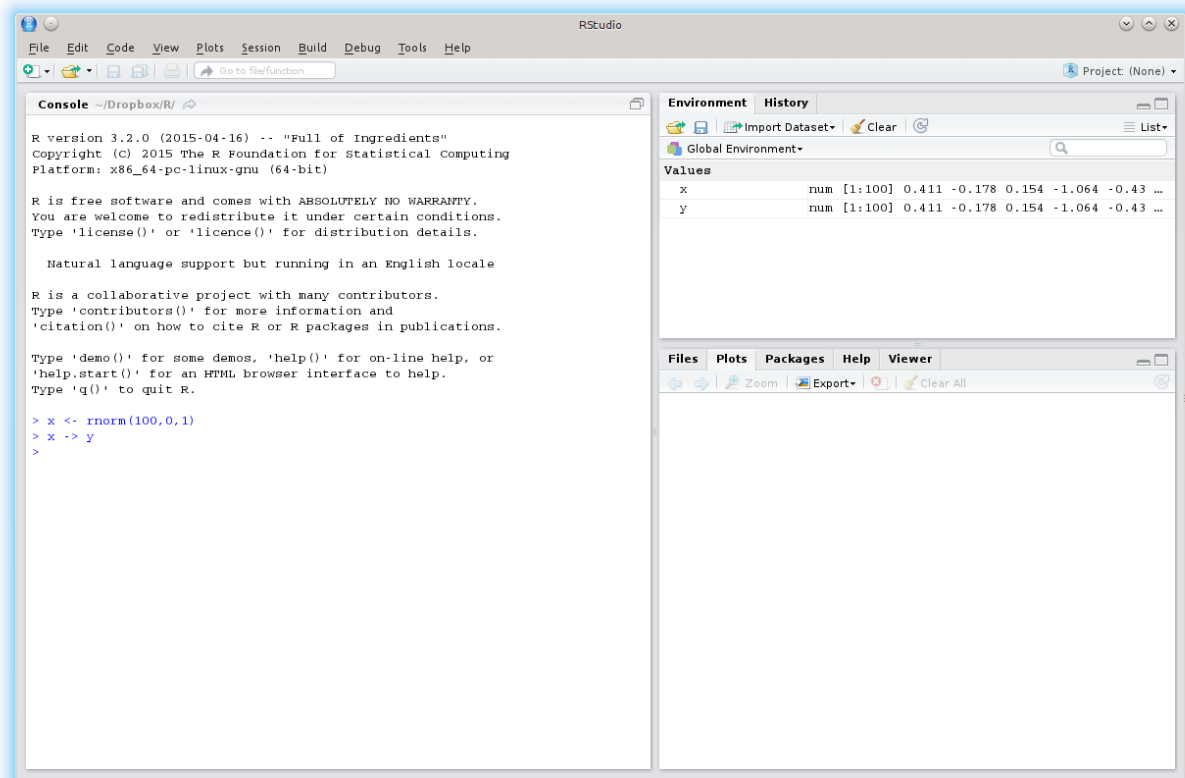 RStudio
File Edit Code View Plots Session Build Debug Tools Help
Go to file/function
Project: (None)
Console ~/Dropbox/R/
R version 3.2.0 (2015-04-16) -- "Full of Ingredients"
Copyright (C) 2015 The R Foundation for Statistical Computing
Platform: x86_64-pc-linux-gnu (64-bit)
R is free software and comes with ABSOLUTELY NO WARRANTY.
You are welcome to redistribute it under certain conditions.
Type 'license()' or 'licence()' for distribution details.
Natural language support but running in an English locale
R is a collaborative project with many contributors.
Type 'contributors()' for more information and
'citation()' on how to cite R or R packages in publications.
Type 'demo()' for some demos, 'help()' for on-line help, or
'help.start()' for an HTML browser interface to help.
Type 'q()' to quit R.
> x <- rnorm(100,0,1)
> x -> y
>
Environment History
Import Dataset Clear List
Global Environment
Values
x num [1:100] 0.411 -0.178 0.154 -1.064 -0.43 ...
y num [1:100] 0.411 -0.178 0.154 -1.064 -0.43 ...
Files Plots Packages Help Viewer
Zoom Export Clear All